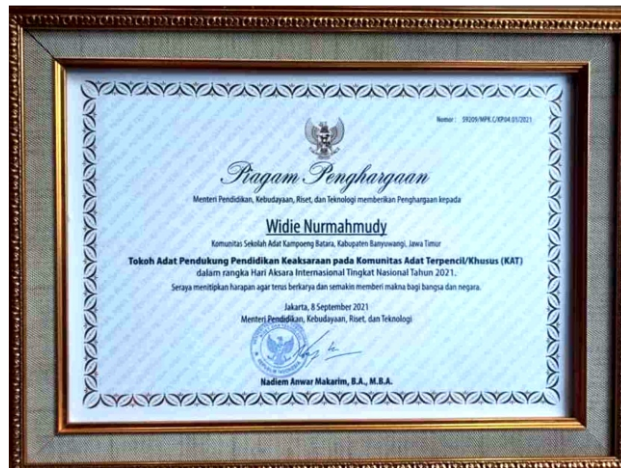 Nomor : 59209/MPK.C/KP.04.05/2021
Piagam Penghargaan
Menteri Pendidikan, Kebudayaan, Riset, dan Teknologi memberikan Penghargaan kepada
Widie Nurmahmudy
Komunitas Sekolah Adat Kampoeng Batara, Kabupaten Banyuwangi, Jawa Timur
Tokoh Adat Pendukung Pendidikan Keaksaraan pada Komunitas Adat Terpencil/Khusus (KAT)
dalam rangka Hari Aksara Internasional Tingkat Nasional Tahun 2021.
Seraya menitipkan harapan agar terus berkarya dan semakin memberi makna bagi bangsa dan negara.
Jakarta, 8 September 2021
Menteri Pendidikan, Kebudayaan, Riset, dan Teknologi
Nadiem Anwar Makarim, B.A., M.B.A.